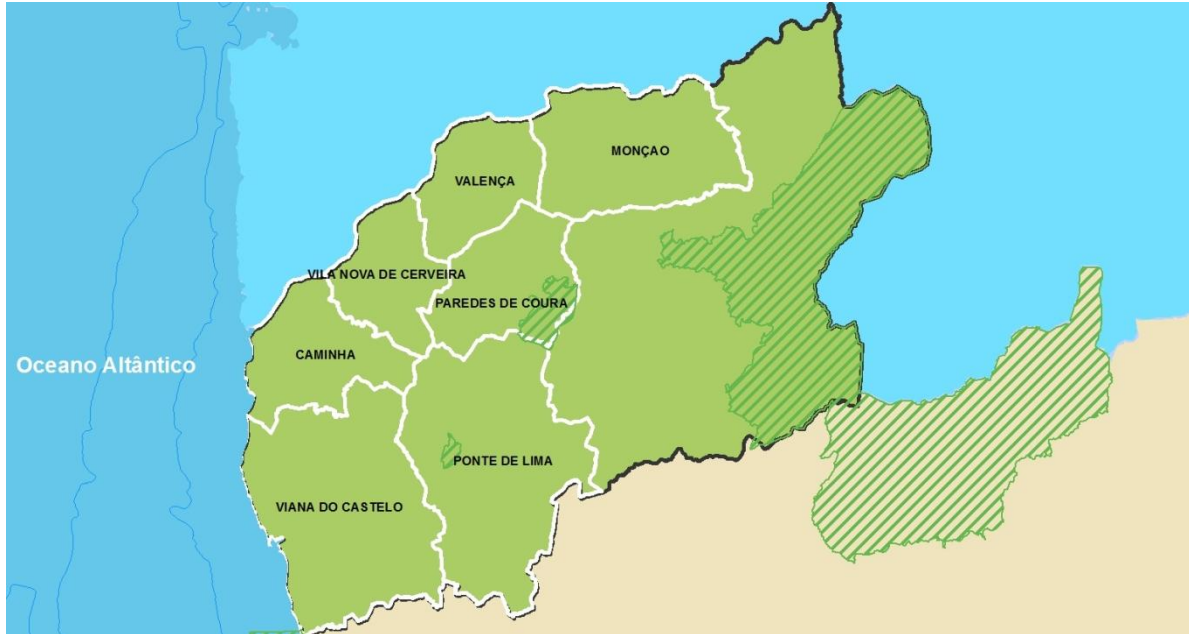 MONÇAO
VALENÇA
VILA NOVA DE CERVEIRA
PAREDES DE COURA
CAMINHA
Oceano Altântico
PONTE DE LIMA
VIANA DO CASTELO